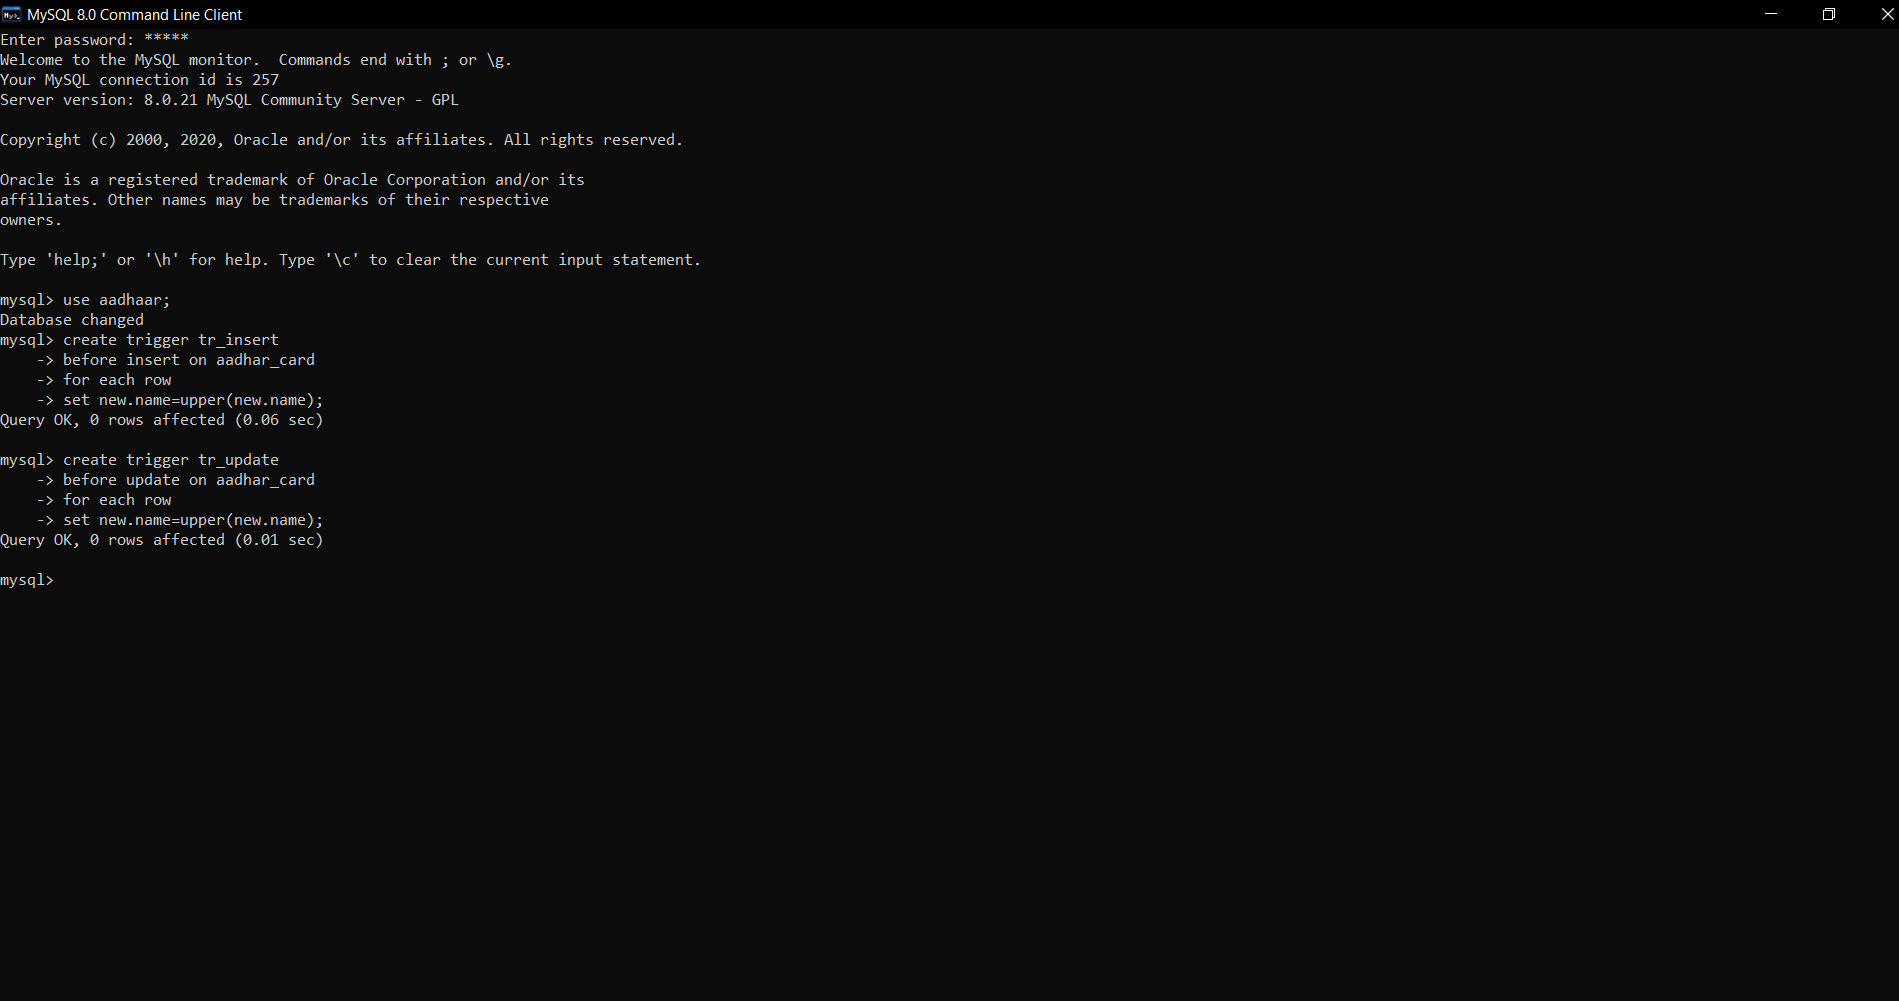 MySQL 8.0 Command Line Client
Enter password: *****
Welcome to the MySQL monitor.  Commands end with ; or \g.
Your MySQL connection id is 257
Server version: 8.0.21 MySQL Community Server - GPL

Copyright (c) 2000, 2020, Oracle and/or its affiliates. All rights reserved.

Oracle is a registered trademark of Oracle Corporation and/or its
affiliates. Other names may be trademarks of their respective
owners.

Type 'help;' or '\h' for help. Type '\c' to clear the current input statement.

mysql> use aadhaar;
Database changed
mysql> create trigger tr_insert
    -> before insert on aadhar_card
    -> for each row
    -> set new.name=upper(new.name);
Query OK, 0 rows affected (0.06 sec)

mysql> create trigger tr_update
    -> before update on aadhar_card
    -> for each row
    -> set new.name=upper(new.name);
Query OK, 0 rows affected (0.01 sec)

mysql>